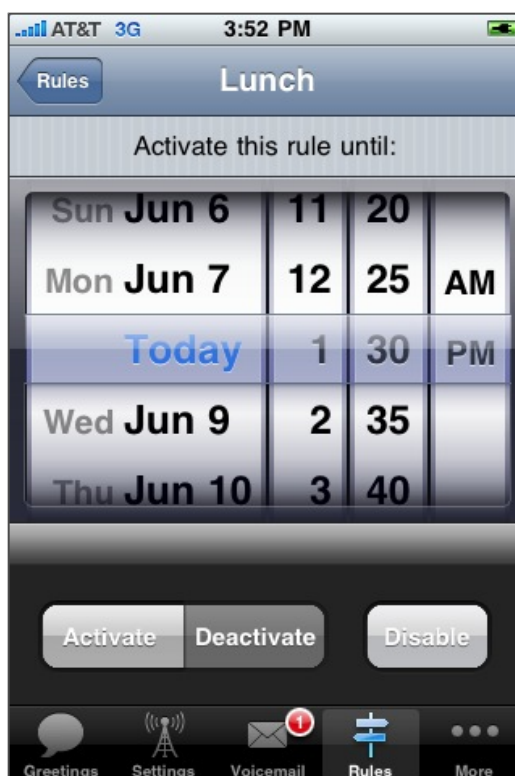 AT&T 3G 3:52 PM
Rules Lunch
Activate this rule until:
Sun Jun 6 11 20
Mon Jun 7 12 25 AM
Today 1 30 PM
Wed Jun 9 2 35
Thu Jun 10 3 40
Activate Deactivate Disable
1
Greetings Settings Voicemail Rules More